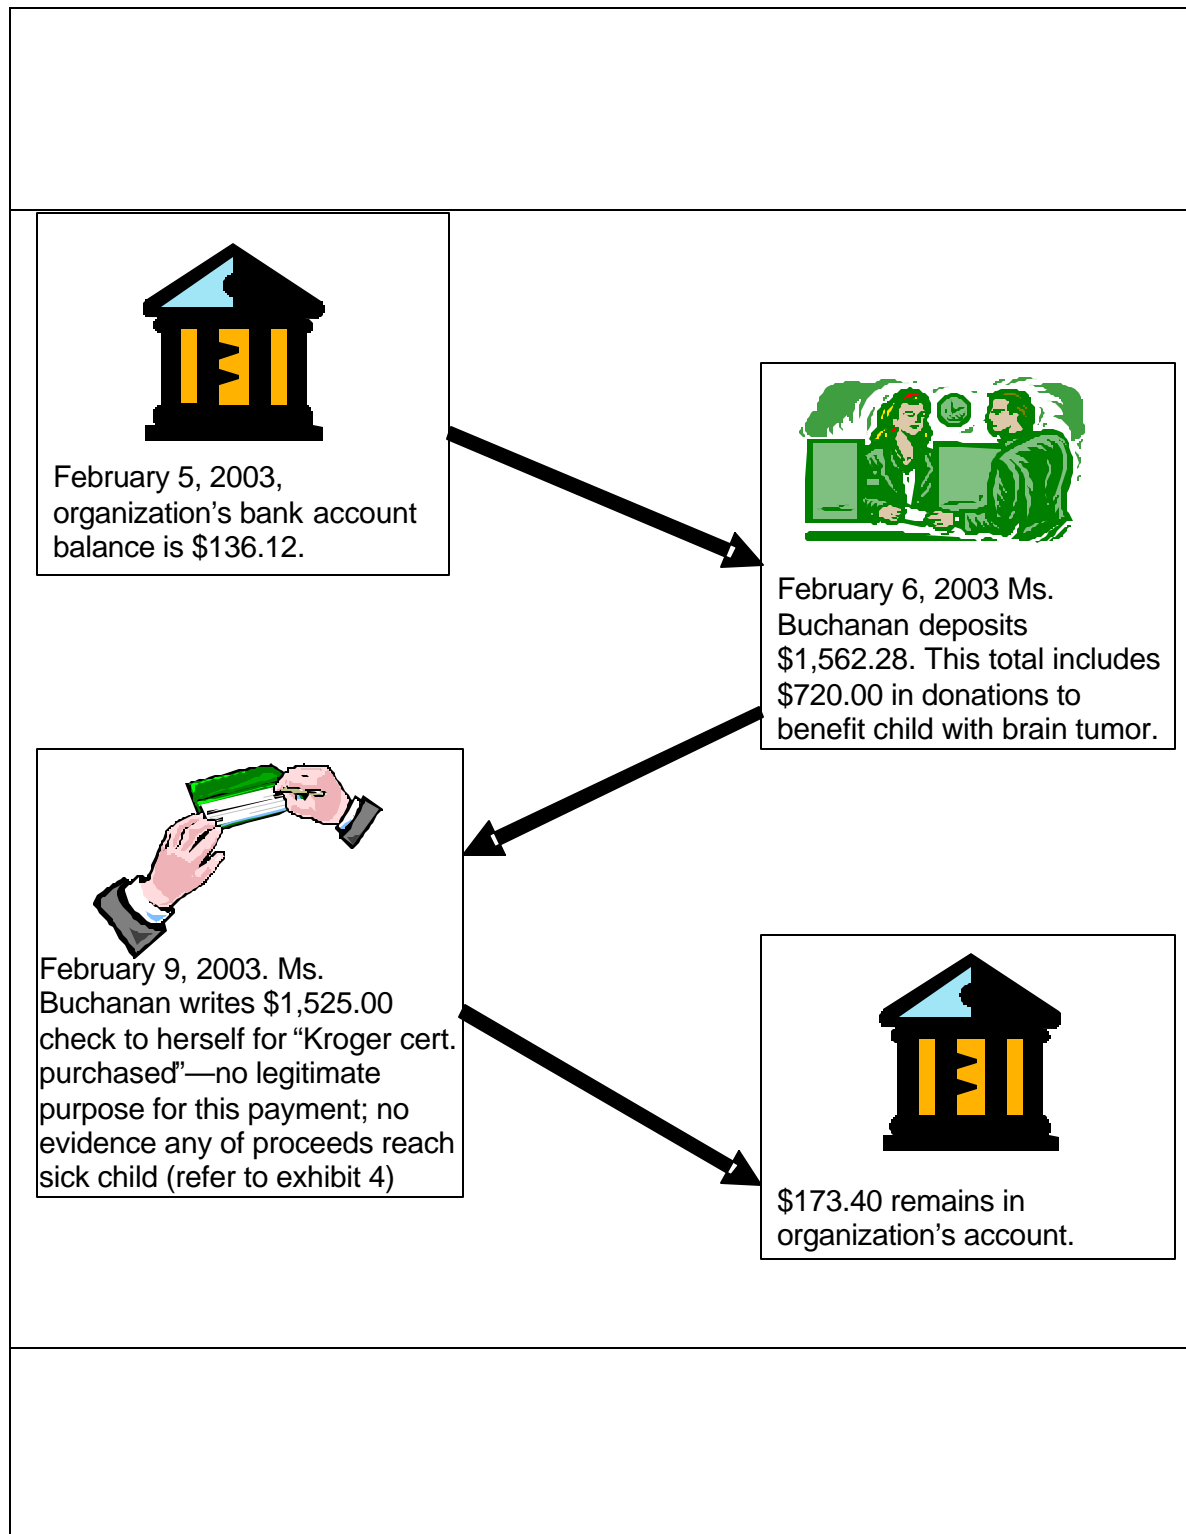 February 5, 2003,
organization’s bank account
balance is $136.12.
February 6, 2003 Ms.
Buchanan deposits
$1,562.28. This total includes
$720.00 in donations to
benefit child with brain tumor.
February 9, 2003. Ms.
Buchanan writes $1,525.00
check to herself for “Kroger cert.
purchased”—no legitimate
purpose for this payment; no
evidence any of proceeds reach
sick child (refer to exhibit 4)
$173.40 remains in
organization’s account.